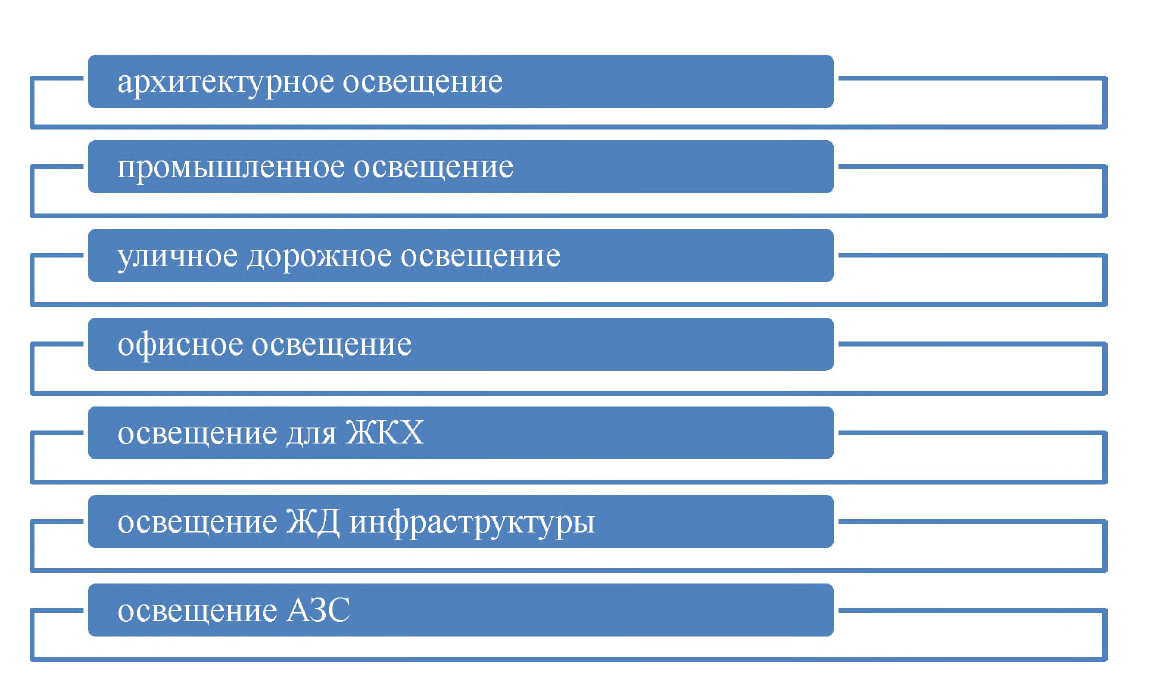 архитектурное освещение
промышленное освещение
уличное дорожное освещение
офисное освещение
освещение для ЖКХ
освещение ЖД инфраструктуры
освещение АЗС